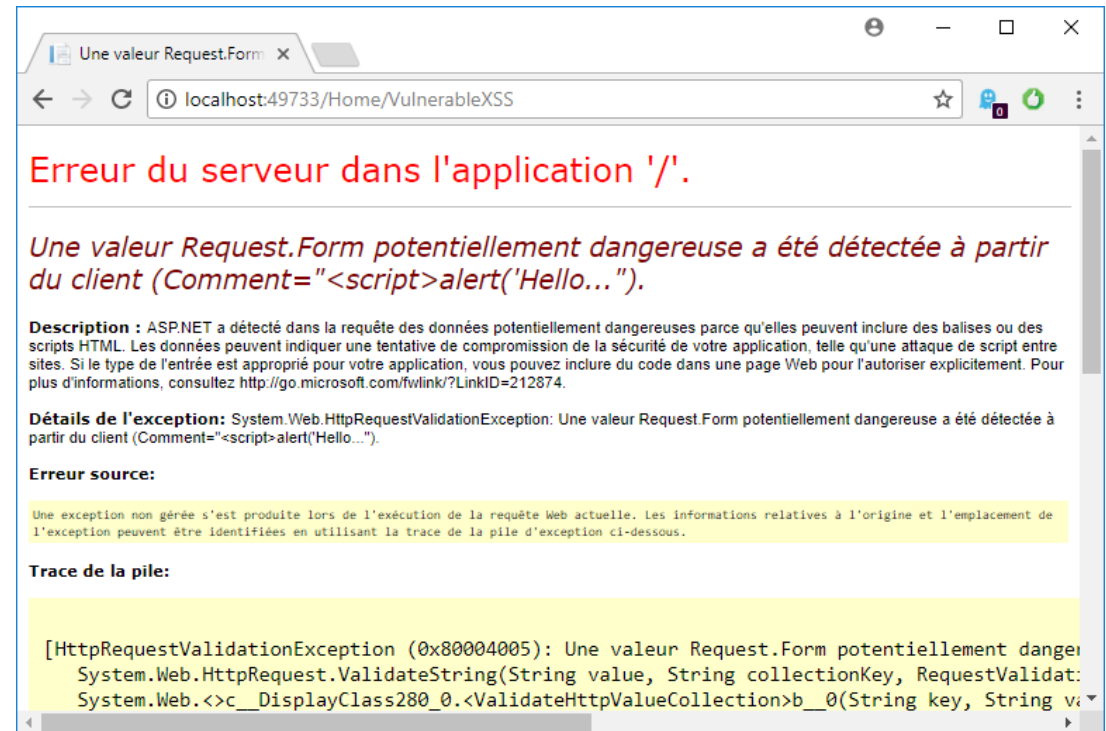 Une valeur Request.Form
localhost:49733/Home/VulnerableXSS
0
Erreur du serveur dans l'application '/'.
Une valeur Request.Form potentiellement dangereuse a été détectée à partir
du client (Comment="<script>alert('Hello...").
Description : ASP.NET a détecté dans la requête des données potentiellement dangereuses parce qu'elles peuvent inclure des balises ou des
scripts HTML. Les données peuvent indiquer une tentative de compromission de la sécurité de votre application, telle qu'une attaque de script entre
sites. Si le type de l'entrée est approprié pour votre application, vous pouvez inclure du code dans une page Web pour l'autoriser explicitement. Pour
plus d'informations, consultez http://go.microsoft.com/fwlink/?LinkID=212874.
Détails de l'exception: System.Web.HttpRequestValidationException: Une valeur Request.Form potentiellement dangereuse a été détectée à
partir du client (Comment="<script>alert('Hello...").
Erreur source:
Une exception non gérée s'est produite lors de l'exécution de la requête Web actuelle. Les informations relatives à l'origine et l'emplacement de
l'exception peuvent être identifiées en utilisant la trace de la pile d'exception ci-dessous.
Trace de la pile:
[HttpRequestValidationException (0x80004005): Une valeur Request.Form potentiellement danger
System.Web.HttpRequest.ValidateString(String value, String collectionKey, RequestValidat
System.Web.<>c__DisplayClass280_0.<ValidateHttpValueCollection>b__0(String key, String va